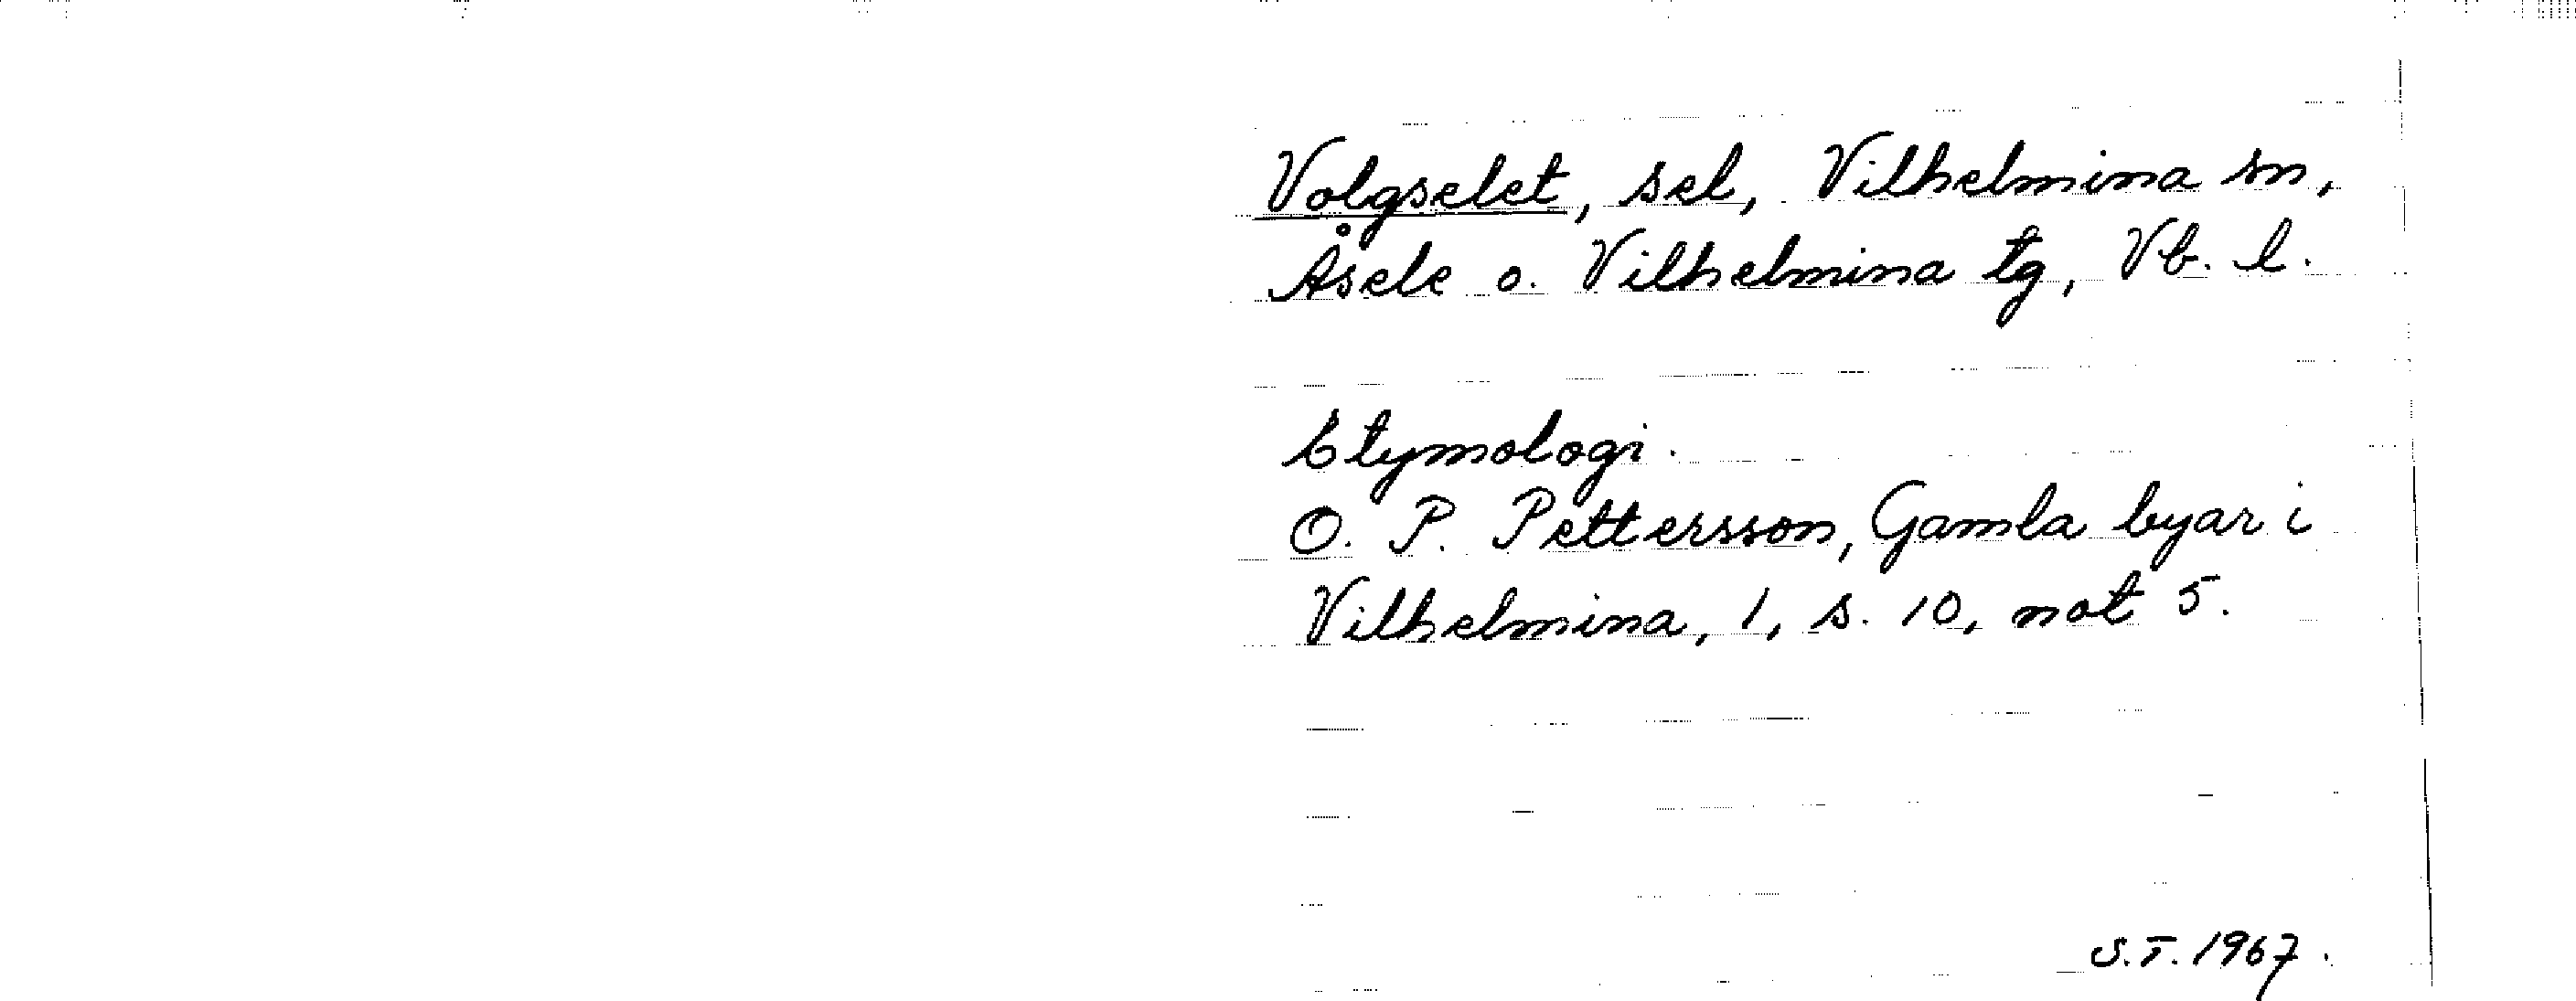 Volgselet, sel, Vilhelmina sn,
Åsele o. Vilhelmina tg, Vb. l.
Etymologi.
O. P. Pettersson, Gamla byar i
Vilhelmina, 1, s. 10, not 5.
S.T. 1967.